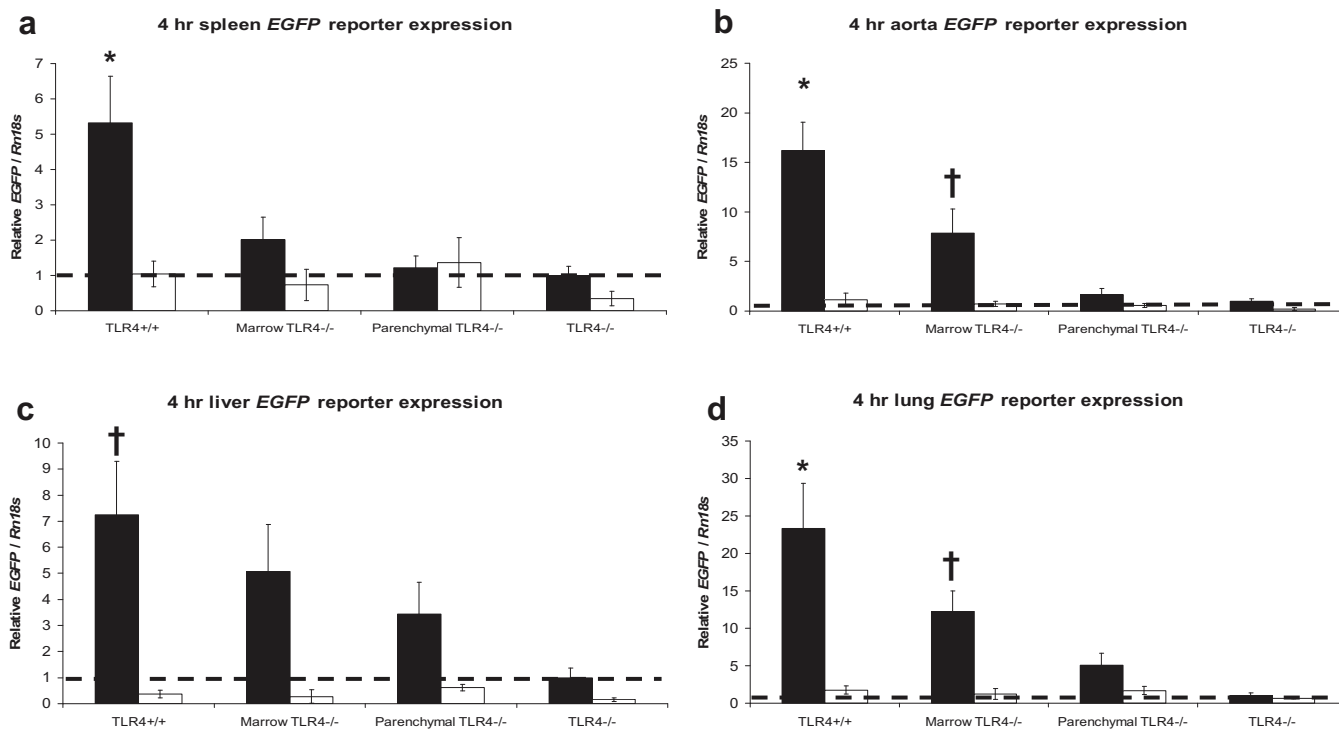 a
4 hr spleen EGFP reporter expression
*
Relative EGFP / Rn18s
7
6
5
4
3
2
1
0
TLR4+/+ Marrow TLR4-/- Parenchymal TLR4-/- TLR4-/-
b
4 hr aorta EGFP reporter expression
*
†
Relative EGFP / Rn18s
25
20
15
10
5
0
TLR4+/+ Marrow TLR4-/- Parenchymal TLR4-/- TLR4-/-
c
4 hr liver EGFP reporter expression
†
Relative EGFP / Rn18s
10
9
8
7
6
5
4
3
2
1
0
TLR4+/+ Marrow TLR4-/- Parenchymal TLR4-/- TLR4-/-
d
4 hr lung EGFP reporter expression
*
†
Relative EGFP / Rn18s
35
30
25
20
15
10
5
0
TLR4+/+ Marrow TLR4-/- Parenchymal TLR4-/- TLR4-/-